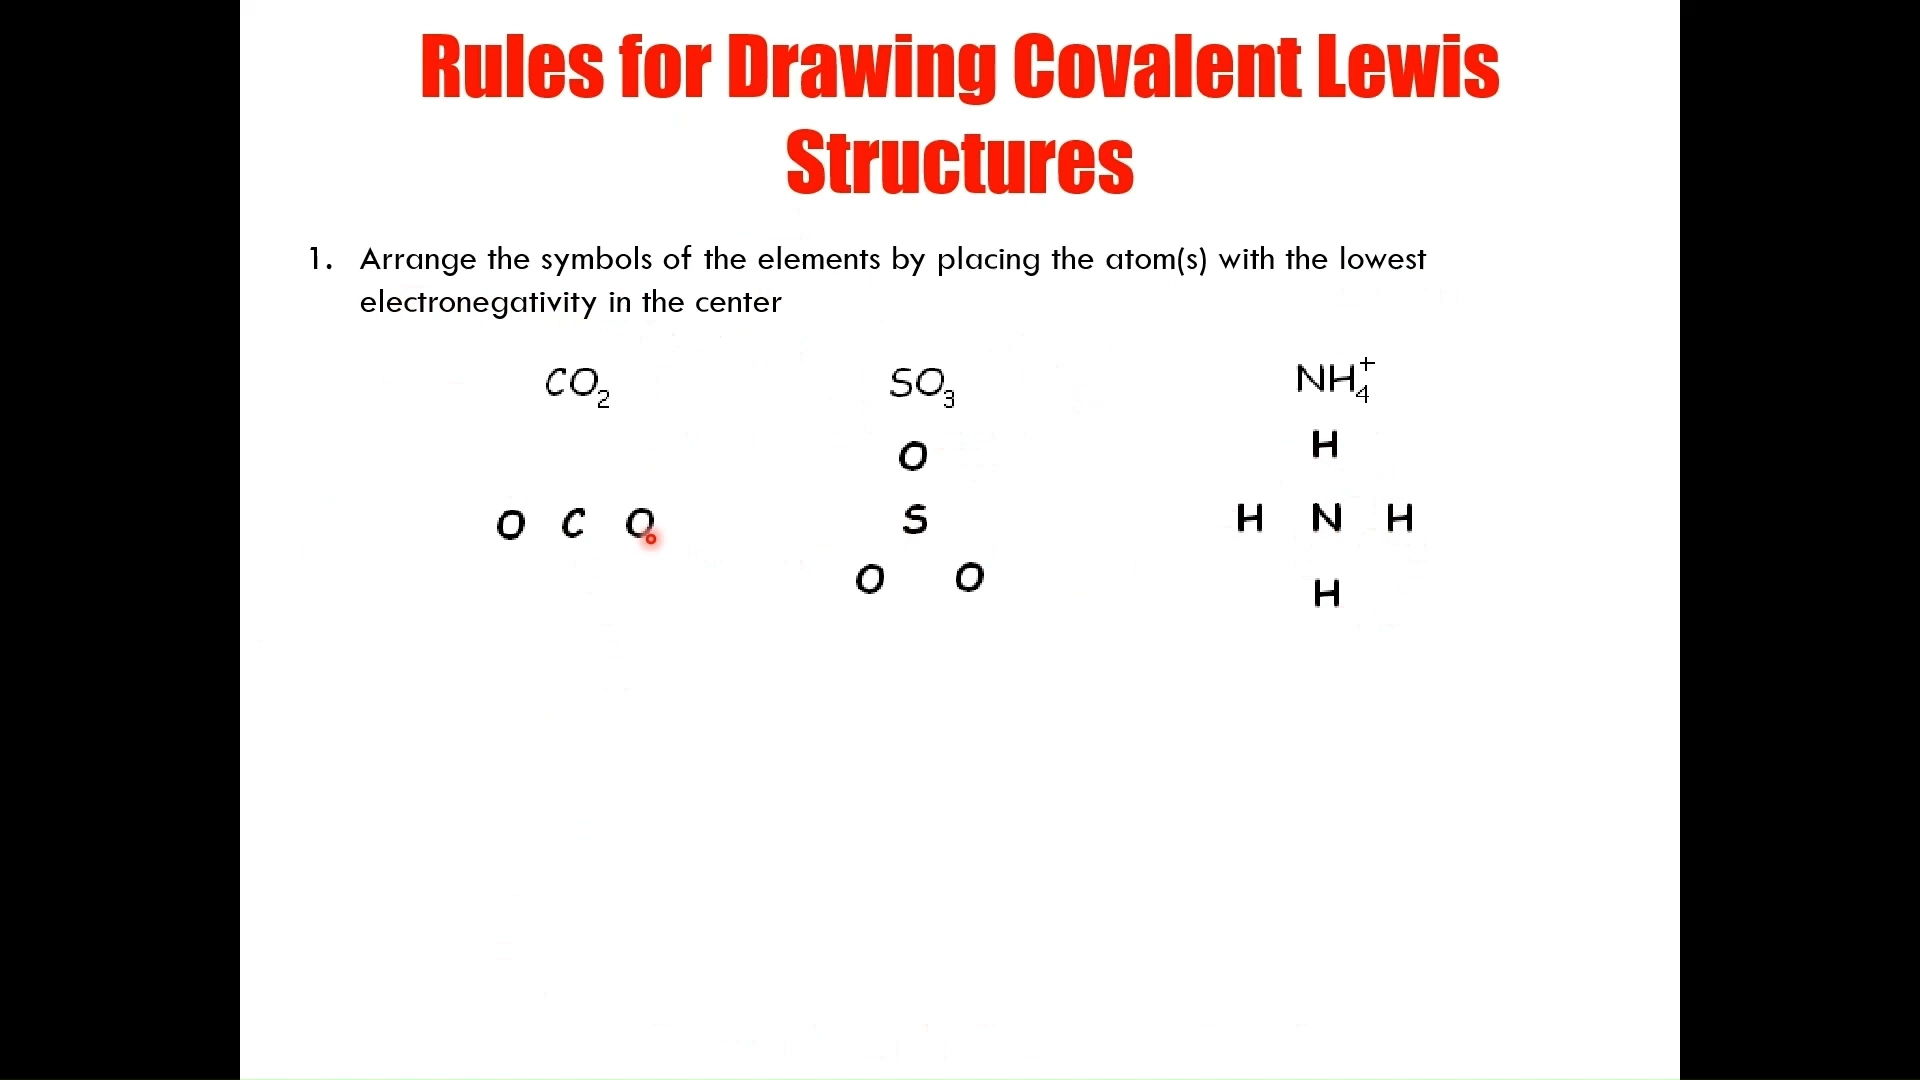 Rules for Drawing Covalent Lewis
Structures
1. Arrange the symbols of the elements by placing the atom(s) with the lowest
electronegativity in the center
CO₂ SO₃ NH₄⁺
O H
O C O S H N H
O O H